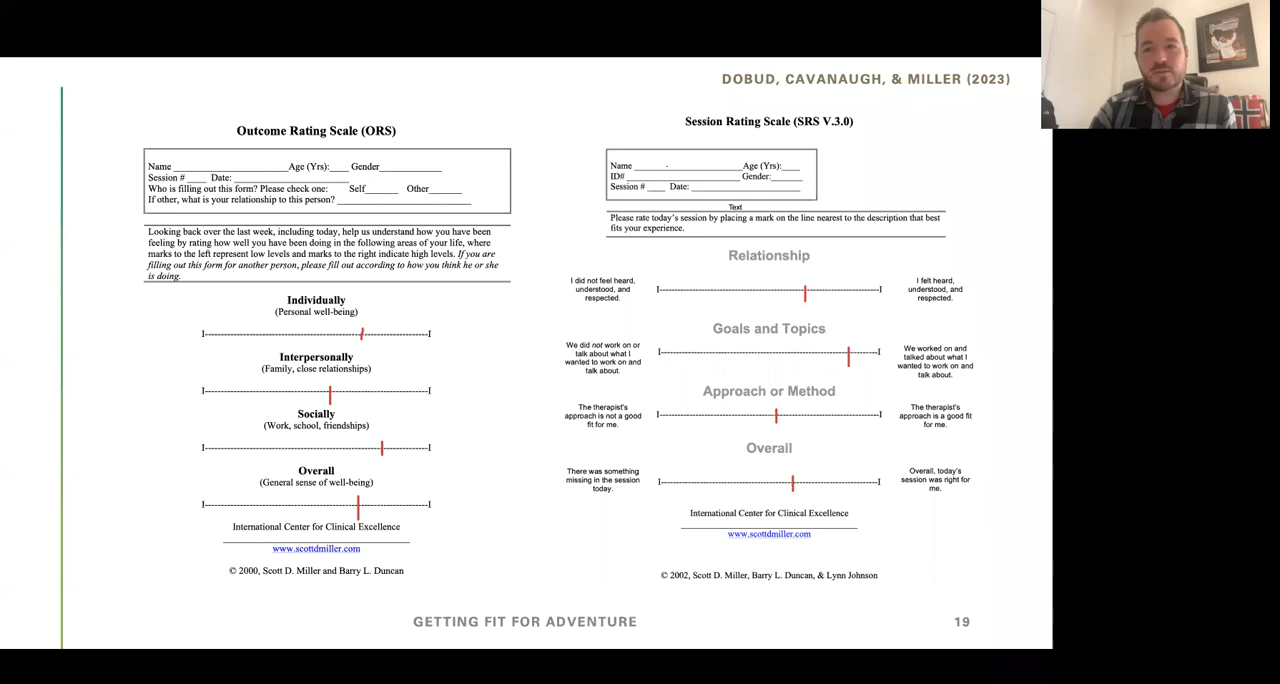 DOBUD, CAVANAUGH, & MILLER (2023)
Outcome Rating Scale (ORS)
Name ________________________Age (Yrs):____ Gender_____________
Session # ____ Date: ________________________
Who is filling out this form? Please check one: Self_______ Other_______
If other, what is your relationship to this person? ____________________________
Looking back over the last week, including today, help us understand how you have been
feeling by rating how well you have been doing in the following areas of your life, where
marks to the left represent low levels and marks to the right indicate high levels. If you are
filling out this form for another person, please fill out according to how you think he or she
is doing.
Individually
(Personal well-being)
I----------------------------------------------------------------------I
Interpersonally
(Family, close relationships)
I----------------------------------------------------------------------I
Socially
(Work, school, friendships)
I----------------------------------------------------------------------I
Overall
(General sense of well-being)
I----------------------------------------------------------------------I
International Center for Clinical Excellence
www.scottdmiller.com
© 2000, Scott D. Miller and Barry L. Duncan
Session Rating Scale (SRS V.3.0)
Name ________________________Age (Yrs):____
ID# _________________________ Gender:_______
Session # ____ Date: ________________________
Text
Please rate today's session by placing a mark on the line nearest to the description that best
fits your experience.
Relationship
I did not feel heard,
understood, and
respected.
I----------------------------------------------------------------------I
I felt heard,
understood, and
respected.
Goals and Topics
We did not work on or
talk about what I
wanted to work on and
talk about.
I----------------------------------------------------------------------I
We worked on and
talked about what I
wanted to work on and
talk about.
Approach or Method
The therapist's
approach is not a good
fit for me.
I----------------------------------------------------------------------I
The therapist's
approach is a good fit
for me.
Overall
There was something
missing in the session
today.
I----------------------------------------------------------------------I
Overall, today's
session was right for
me.
International Center for Clinical Excellence
www.scottdmiller.com
© 2002, Scott D. Miller, Barry L. Duncan, & Lynn Johnson
GETTING FIT FOR ADVENTURE
19